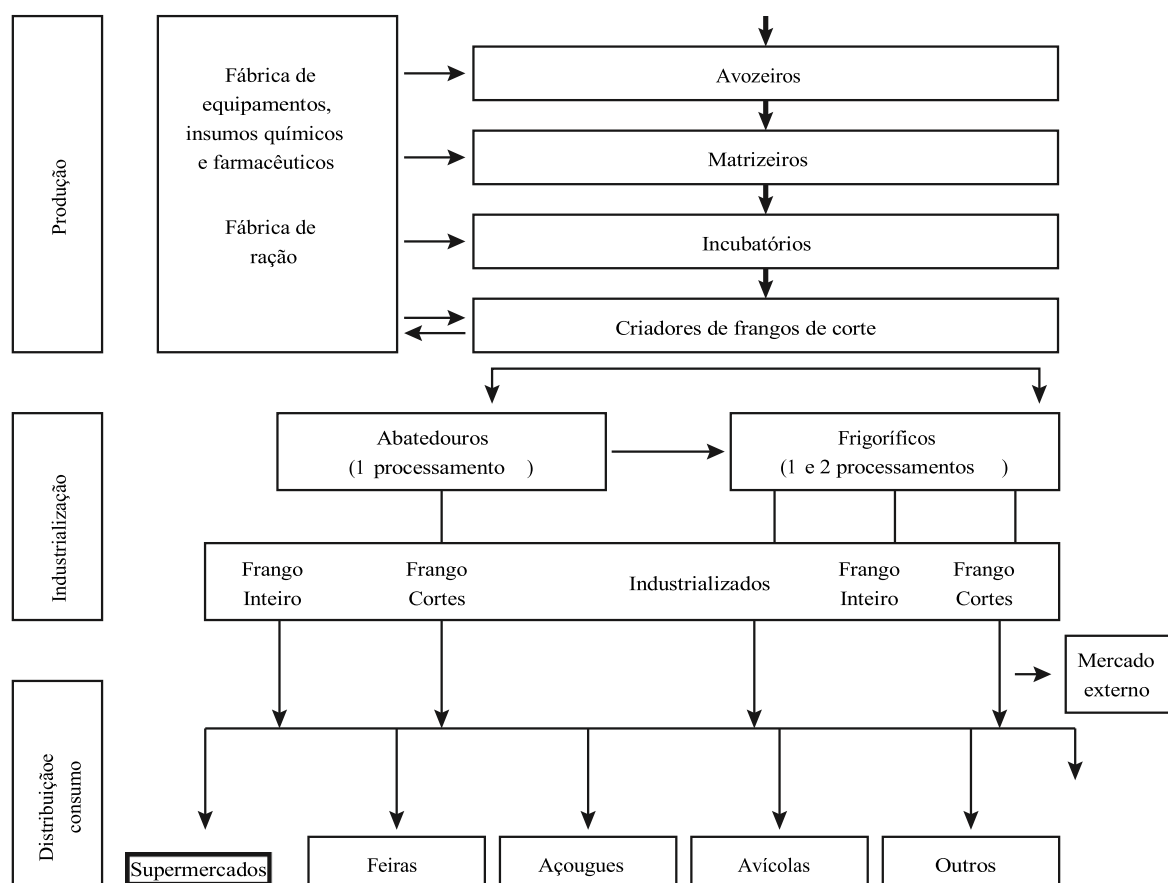 Produção
Fábrica de
equipamentos,
insumos químicos
e farmacêuticos
Fábrica de
ração
Avozeiros
Matrizeiros
Incubatórios
Criadores de frangos de corte
Industrialização
Abatedouros
(1 processamento )
Frigoríficos
(1 e 2 processamentos )
Frango
Inteiro
Frango
Cortes
Industrializados
Frango
Inteiro
Frango
Cortes
Mercado
externo
Distribuiçãoe
consumo
Supermercados
Feiras
Açougues
Avícolas
Outros